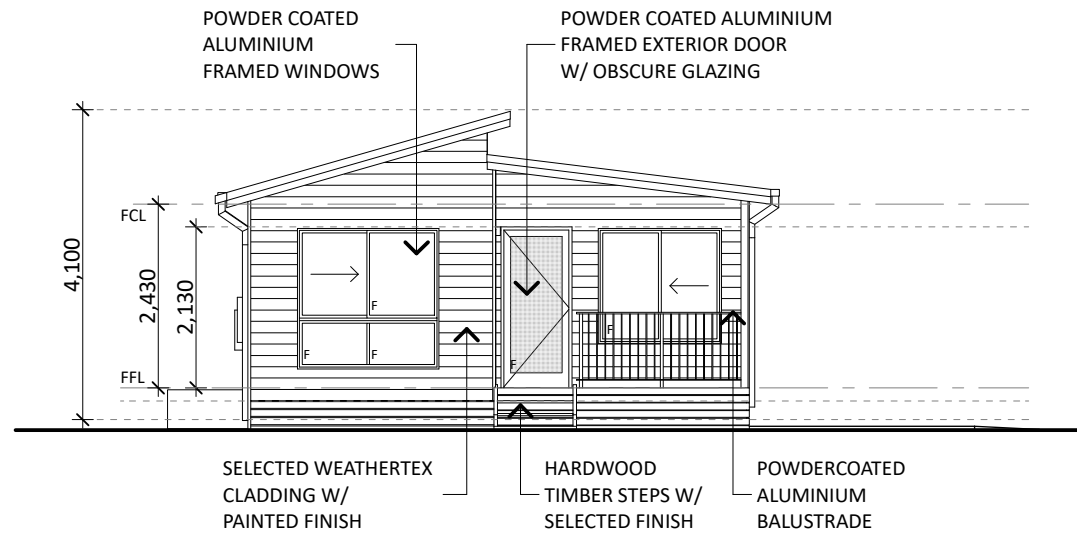 POWDER COATED
ALUMINIUM
FRAMED WINDOWS
POWDER COATED ALUMINIUM
FRAMED EXTERIOR DOOR
W/ OBSCURE GLAZING
4,100
2,430
2,130
FCL
FFL
F
F
F
F
F
SELECTED WEATHERTEX
CLADDING W/
PAINTED FINISH
HARDWOOD
TIMBER STEPS W/
SELECTED FINISH
POWDERCOATED
ALUMINIUM
BALUSTRADE